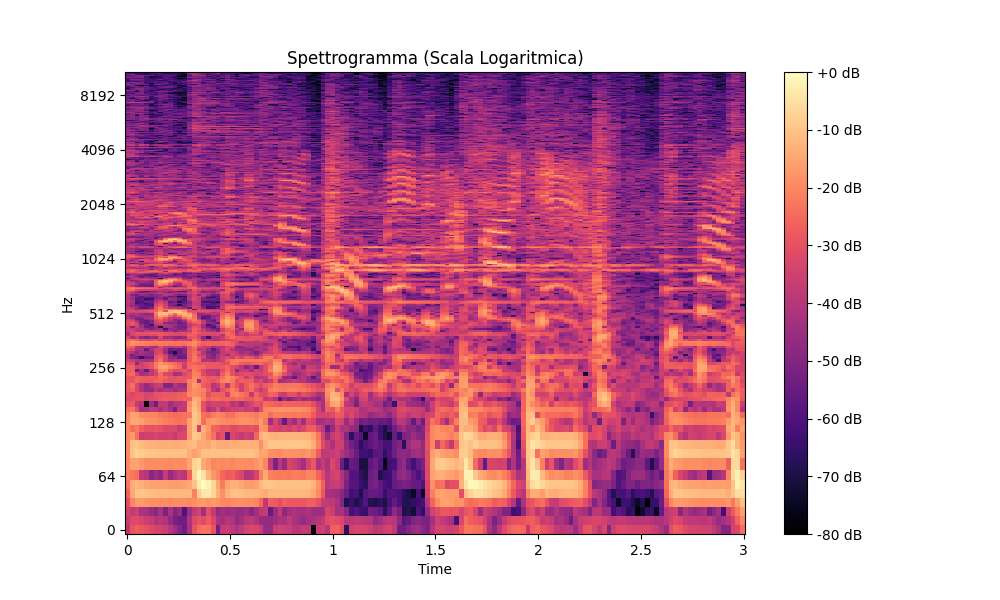 Spettrogramma (Scala Logaritmica)
Hz
8192
4096
2048
1024
512
256
128
64
0
0 0.5 1 1.5 2 2.5 3
Time
+0 dB
-10 dB
-20 dB
-30 dB
-40 dB
-50 dB
-60 dB
-70 dB
-80 dB